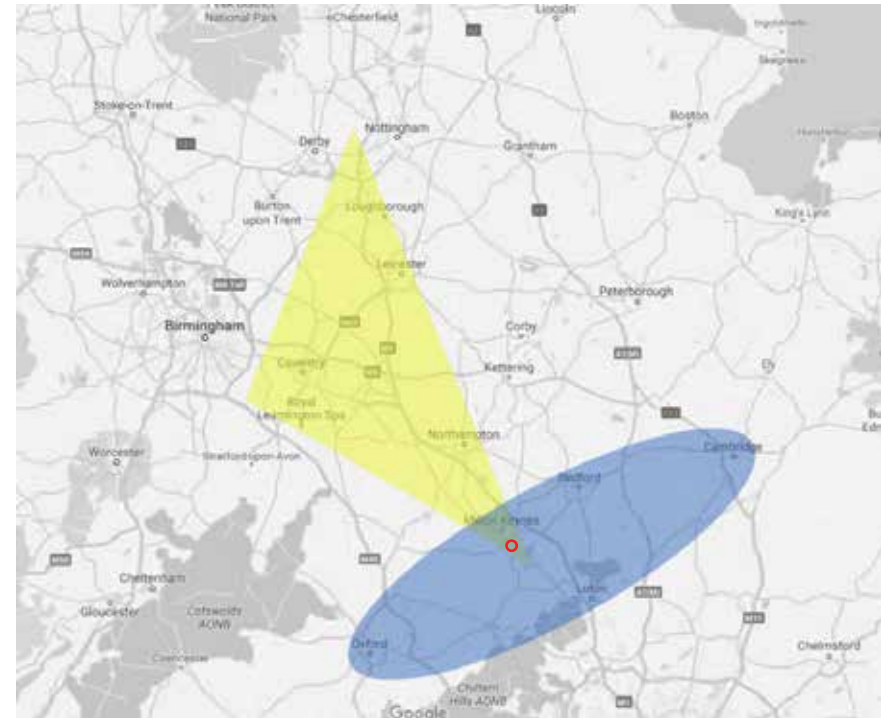 National Park
Chesterfield
Lincoln
Skegness
Stoke-on-Trent
Boston
Nottingham
Derby
Grantham
Burton
upon Trent
Loughborough
King's Lynn
Leicester
Wolverhampton
Peterborough
Birmingham
Corby
Coventry
Kettering
Ely
Royal
Leamington Spa
Bu
Edm
Northampton
Worcester
Stratford-upon-Avon
Cambridge
Bedford
Milton Keynes
Cheltenham
Gloucester
Cotswolds
AONB
Luton
Oxford
Cirencester
Chelmsford
Chiltern
Hills AONB
Google